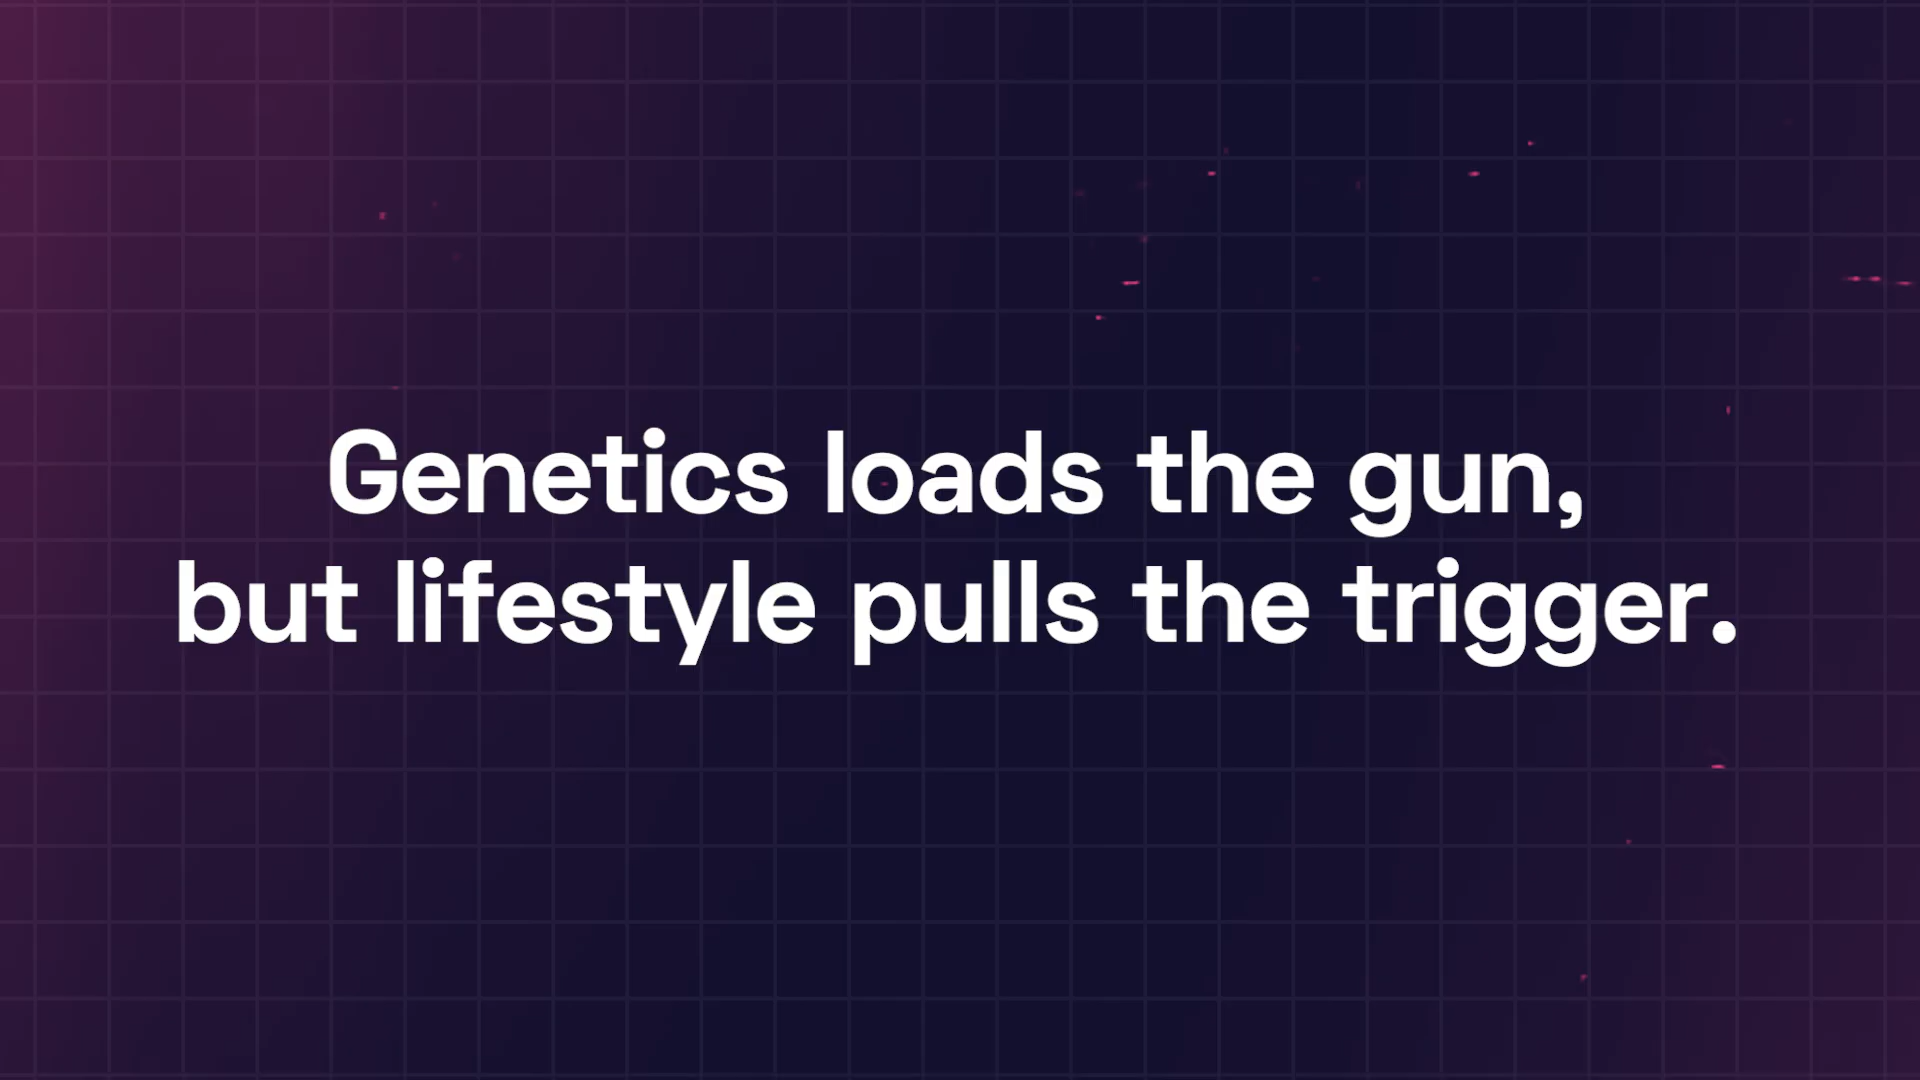 Genetics loads the gun,
but lifestyle pulls the trigger.